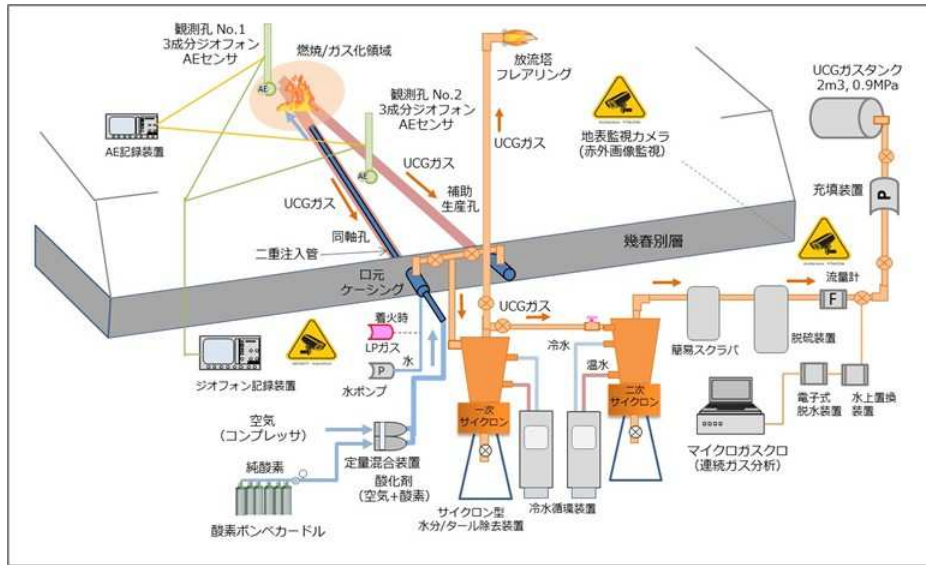 観測孔 No.1
3成分ジオフォン
AEセンサ
燃焼/ガス化領域
AE
放流塔
フレアリング
UCGガスタンク
2m3, 0.9MPa
観測孔 No.2
3成分ジオフォン
AEセンサ
AE記録装置
AE
UCGガス
UCGガス
地表監視カメラ
(赤外画像監視)
充填装置
P
UCGガス
補助
生産孔
同軸孔
二重注入管
幾春別層
口元
ケーシング
流量計
F
UCGガス
着火時
LPガス
水
P
水ポンプ
冷水
温水
簡易スクラバ
脱硫装置
ジオフォン記録装置
一次
サイクロン
二次
サイクロン
電子式
脱水装置
水上置換
装置
空気
(コンプレッサ)
定量混合装置
マイクロガスクロ
(連続ガス分析)
純酸素
酸化剤
(空気+酸素)
酸素ボンベカードル
サイクロン型
水分/タール除去装置
冷水循環装置